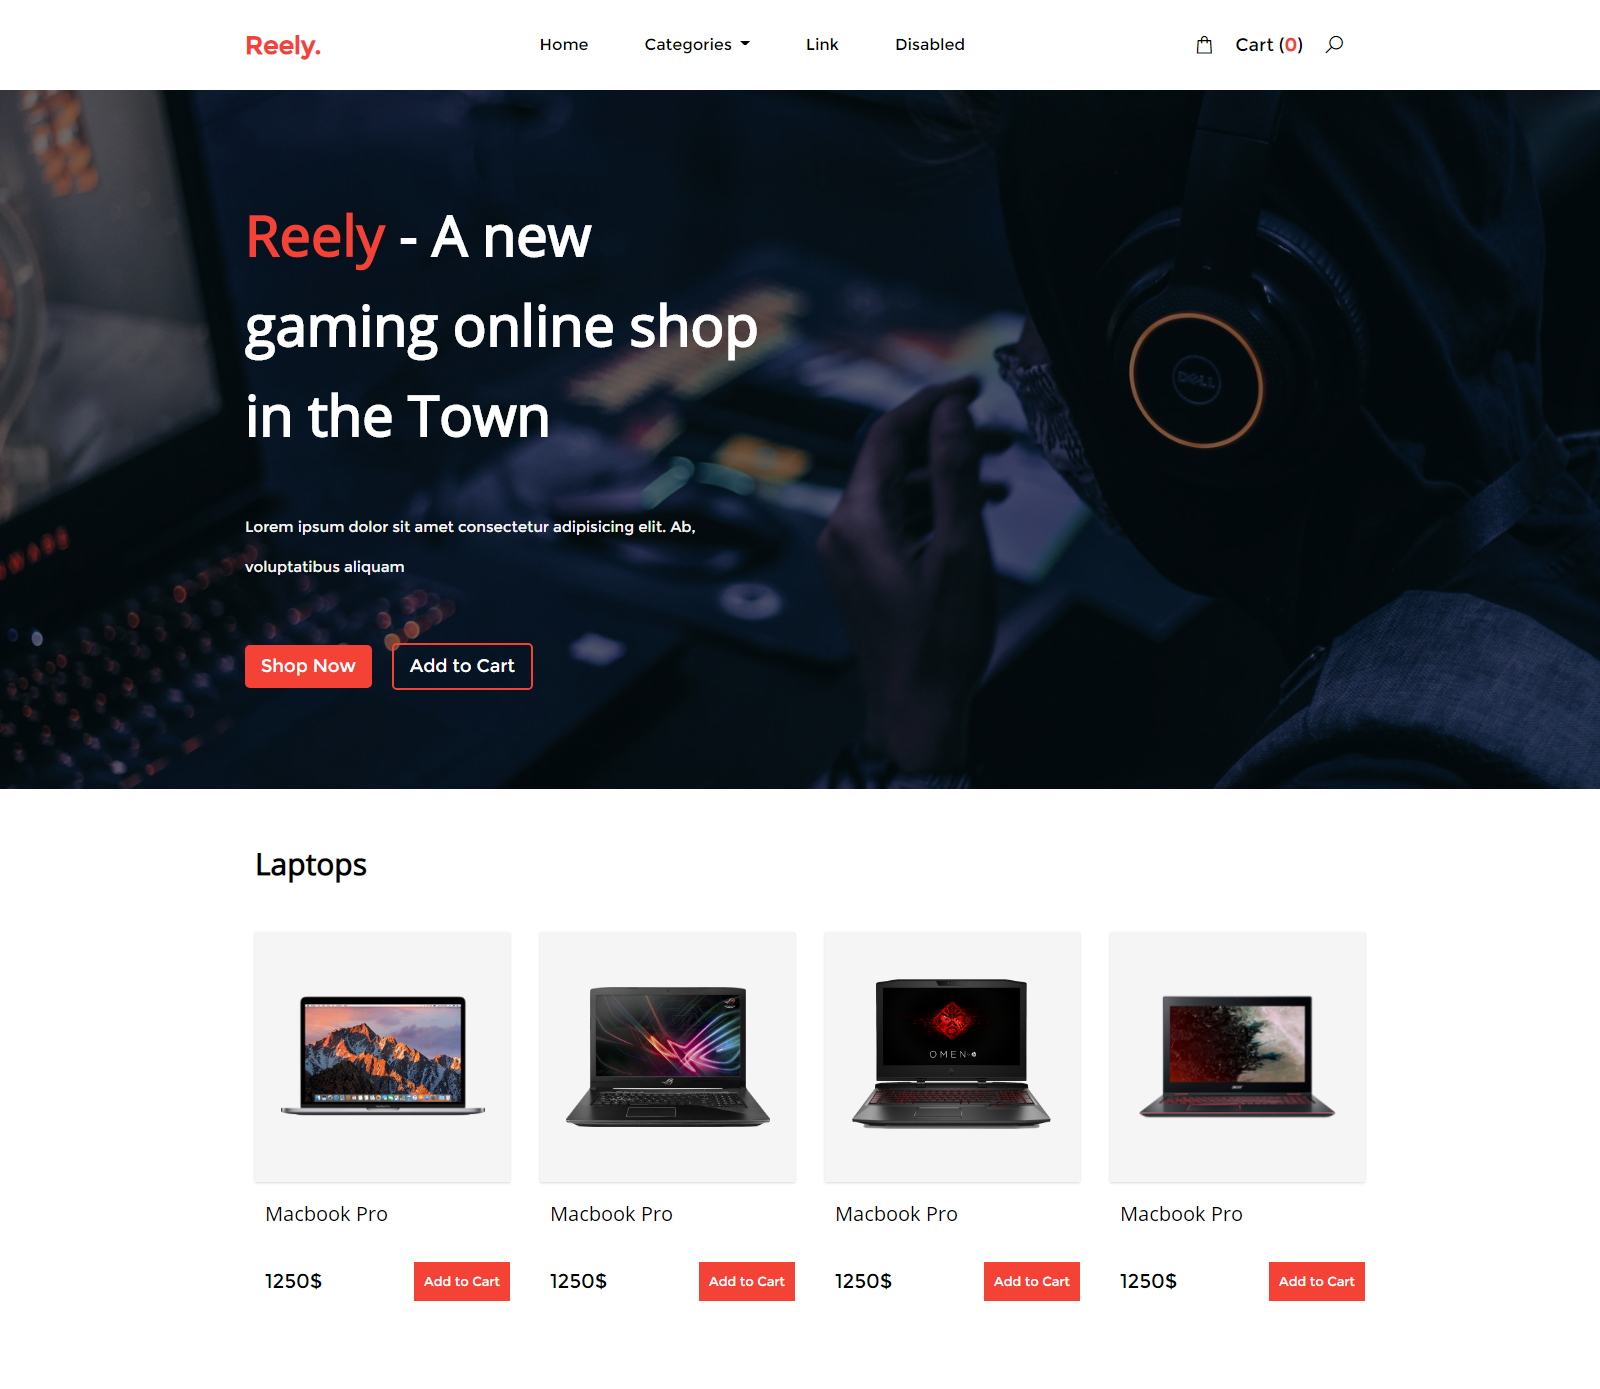 Reely.
Home
Categories
Link
Disabled
Cart (0)
Reely - A new
gaming online shop
in the Town
Lorem ipsum dolor sit amet consectetur adipisicing elit. Ab,
voluptatibus aliquam
Shop Now
Add to Cart
DELL
Laptops
OMEN
Macbook Pro
Macbook Pro
Macbook Pro
Macbook Pro
1250$
Add to Cart
1250$
Add to Cart
1250$
Add to Cart
1250$
Add to Cart